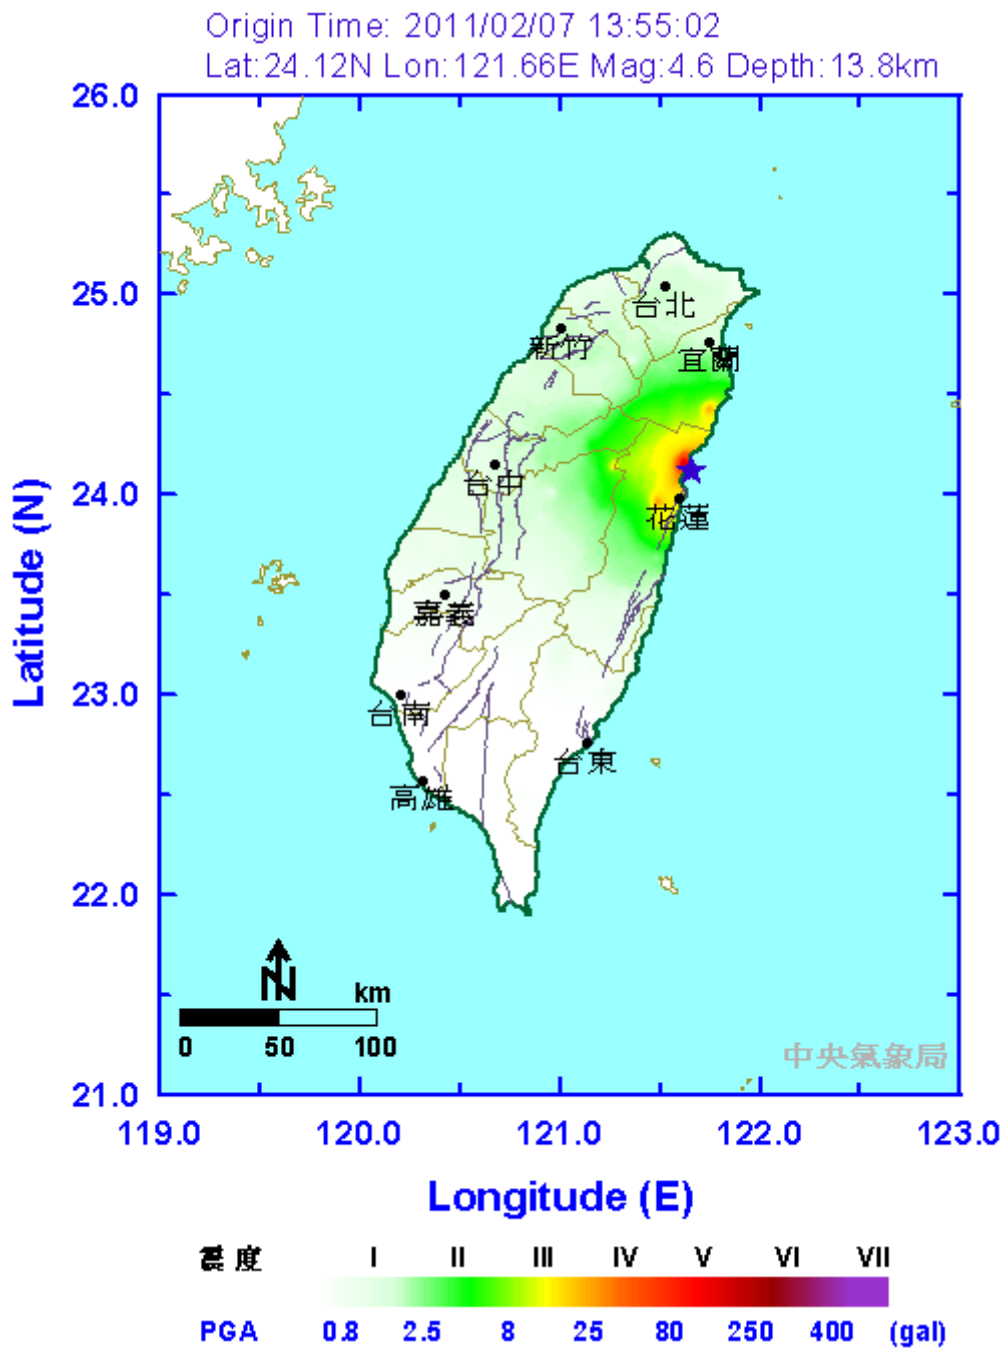 Origin Time: 2011/02/07 13:55:02
Lat:24.12N Lon:121.66E Mag:4.6 Depth:13.8km
26.0
25.0
24.0
23.0
22.0
21.0
Latitude (N)
台北
新竹
宜蘭
台中
花蓮
嘉義
台南
台東
高雄
N
km
0 50 100
中央氣象局
119.0 120.0 121.0 122.0 123.0
Longitude (E)
震度 I II III IV V VI VII
PGA 0.8 2.5 8 25 80 250 400 (gal)